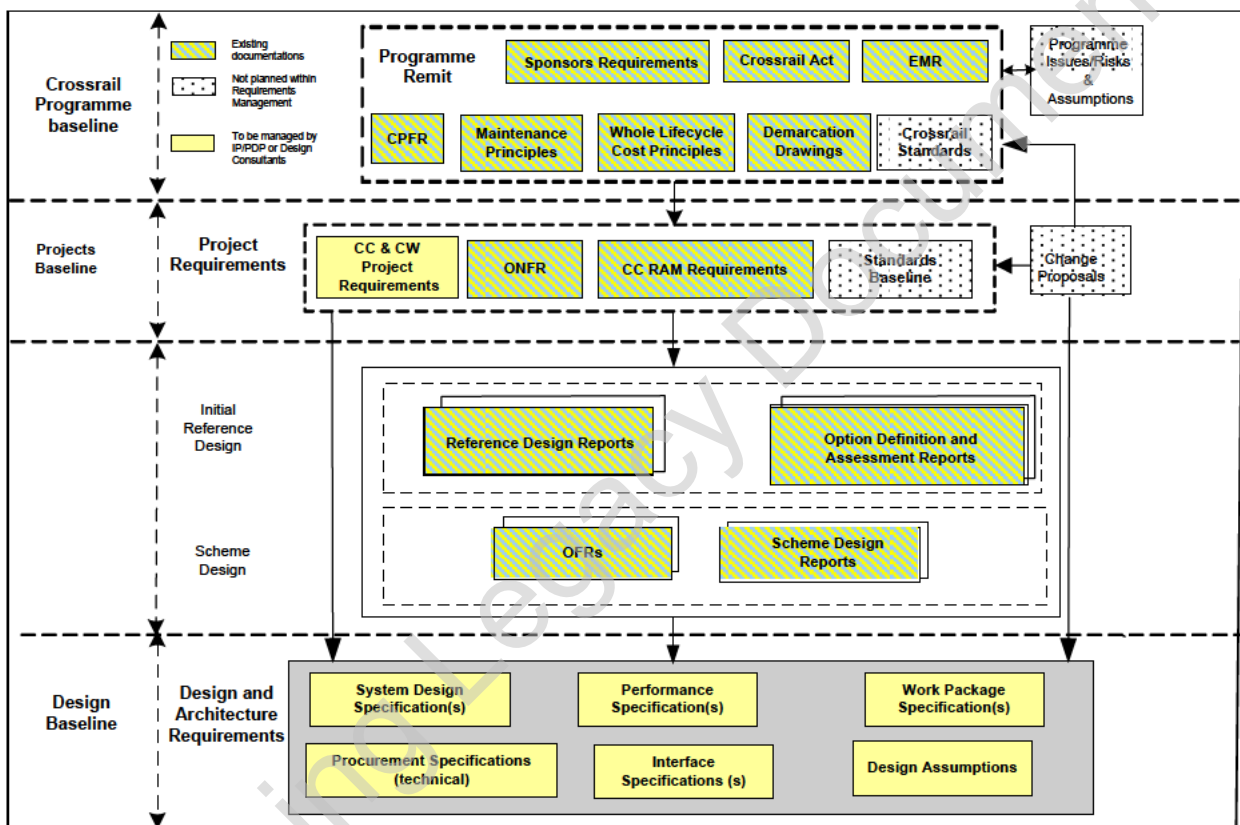 Existing
documentations
Not planned within
Requirements
Management
To be managed by
IP/PDP or Design
Consultants
Crossrail
Programme
baseline
Programme
Remit
Sponsors Requirements
Crossrail Act
EMR
Programme
Issues/Risks
&
Assumptions
CPFR
Maintenance
Principles
Whole Lifecycle
Cost Principles
Demarcation
Drawings
Crossrail
Standards
Projects
Baseline
Project
Requirements
CC & CW
Project
Requirements
ONFR
CC RAM Requirements
Standards
Baseline
Change
Proposals
Initial
Reference
Design
Reference Design Reports
Option Definition and
Assessment Reports
Scheme
Design
OFRs
Scheme Design
Reports
Design
Baseline
Design and
Architecture
Requirements
System Design
Specification(s)
Performance
Specification(s)
Work Package
Specification(s)
Procurement Specifications
(technical)
Interface
Specifications (s)
Design Assumptions
ing Legacy Documen